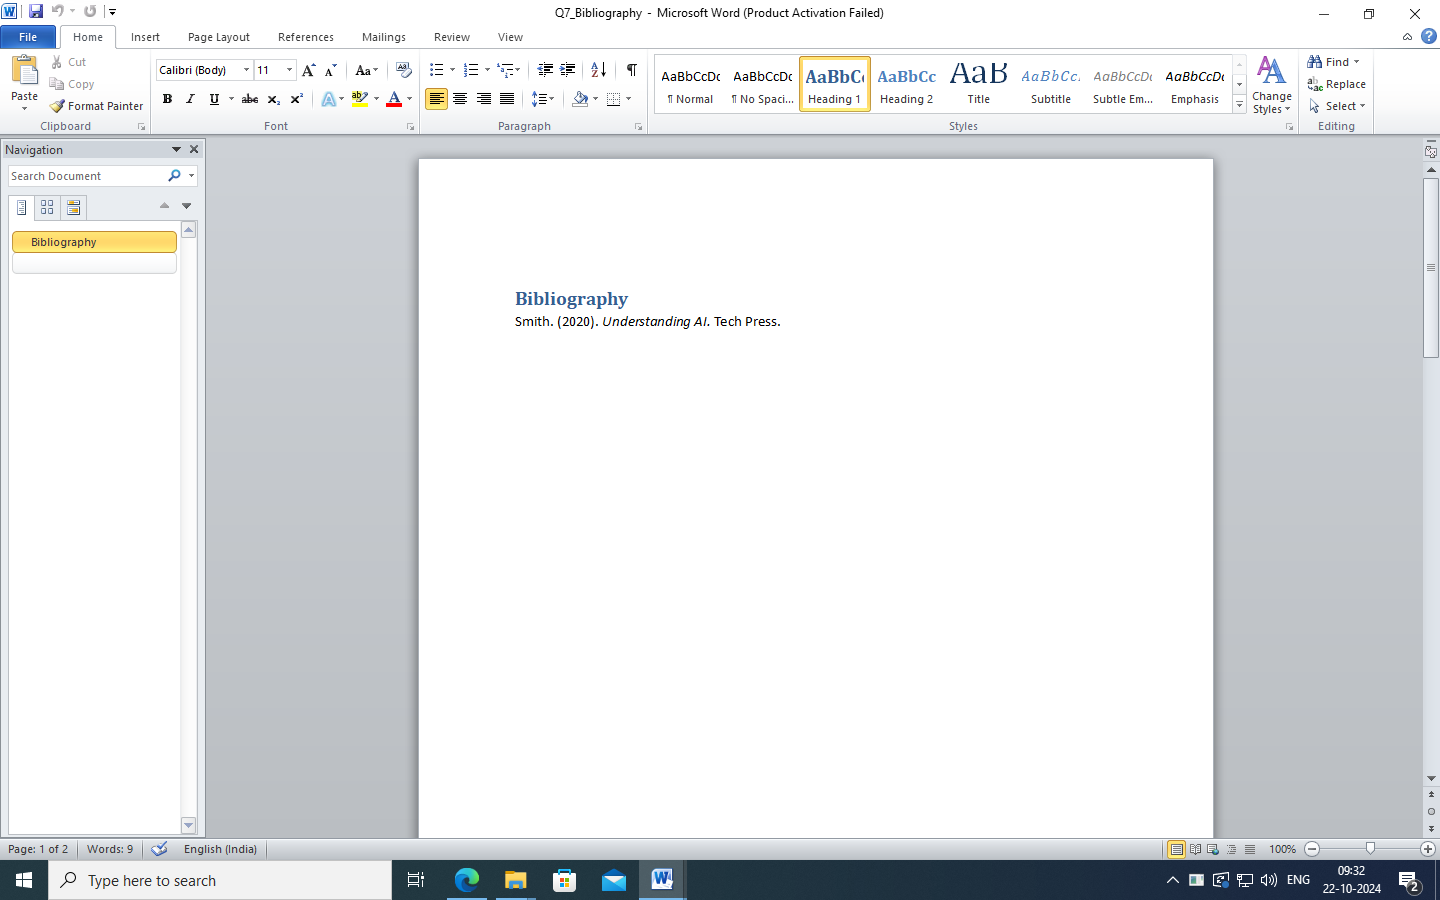 Q7_Bibliography - Microsoft Word (Product Activation Failed)
File Home Insert Page Layout References Mailings Review View
Paste
Cut
Copy
Format Painter
Clipboard
Calibri (Body) 11
Font
Paragraph
AaBbCcDc AaBbCcDc AaBbCc AaBbCc AaB AaBbCc. AaBbCcDc AaBbCcDc
¶ Normal ¶ No Spaci... Heading 1 Heading 2 Title Subtitle Subtle Em... Emphasis
Change Styles
Styles
Find
Replace
Select
Editing
Navigation
Search Document
Bibliography
Bibliography
Smith. (2020). Understanding AI. Tech Press.
Page: 1 of 2 Words: 9 English (India) 100%
Type here to search
ENG
09:32
22-10-2024
2